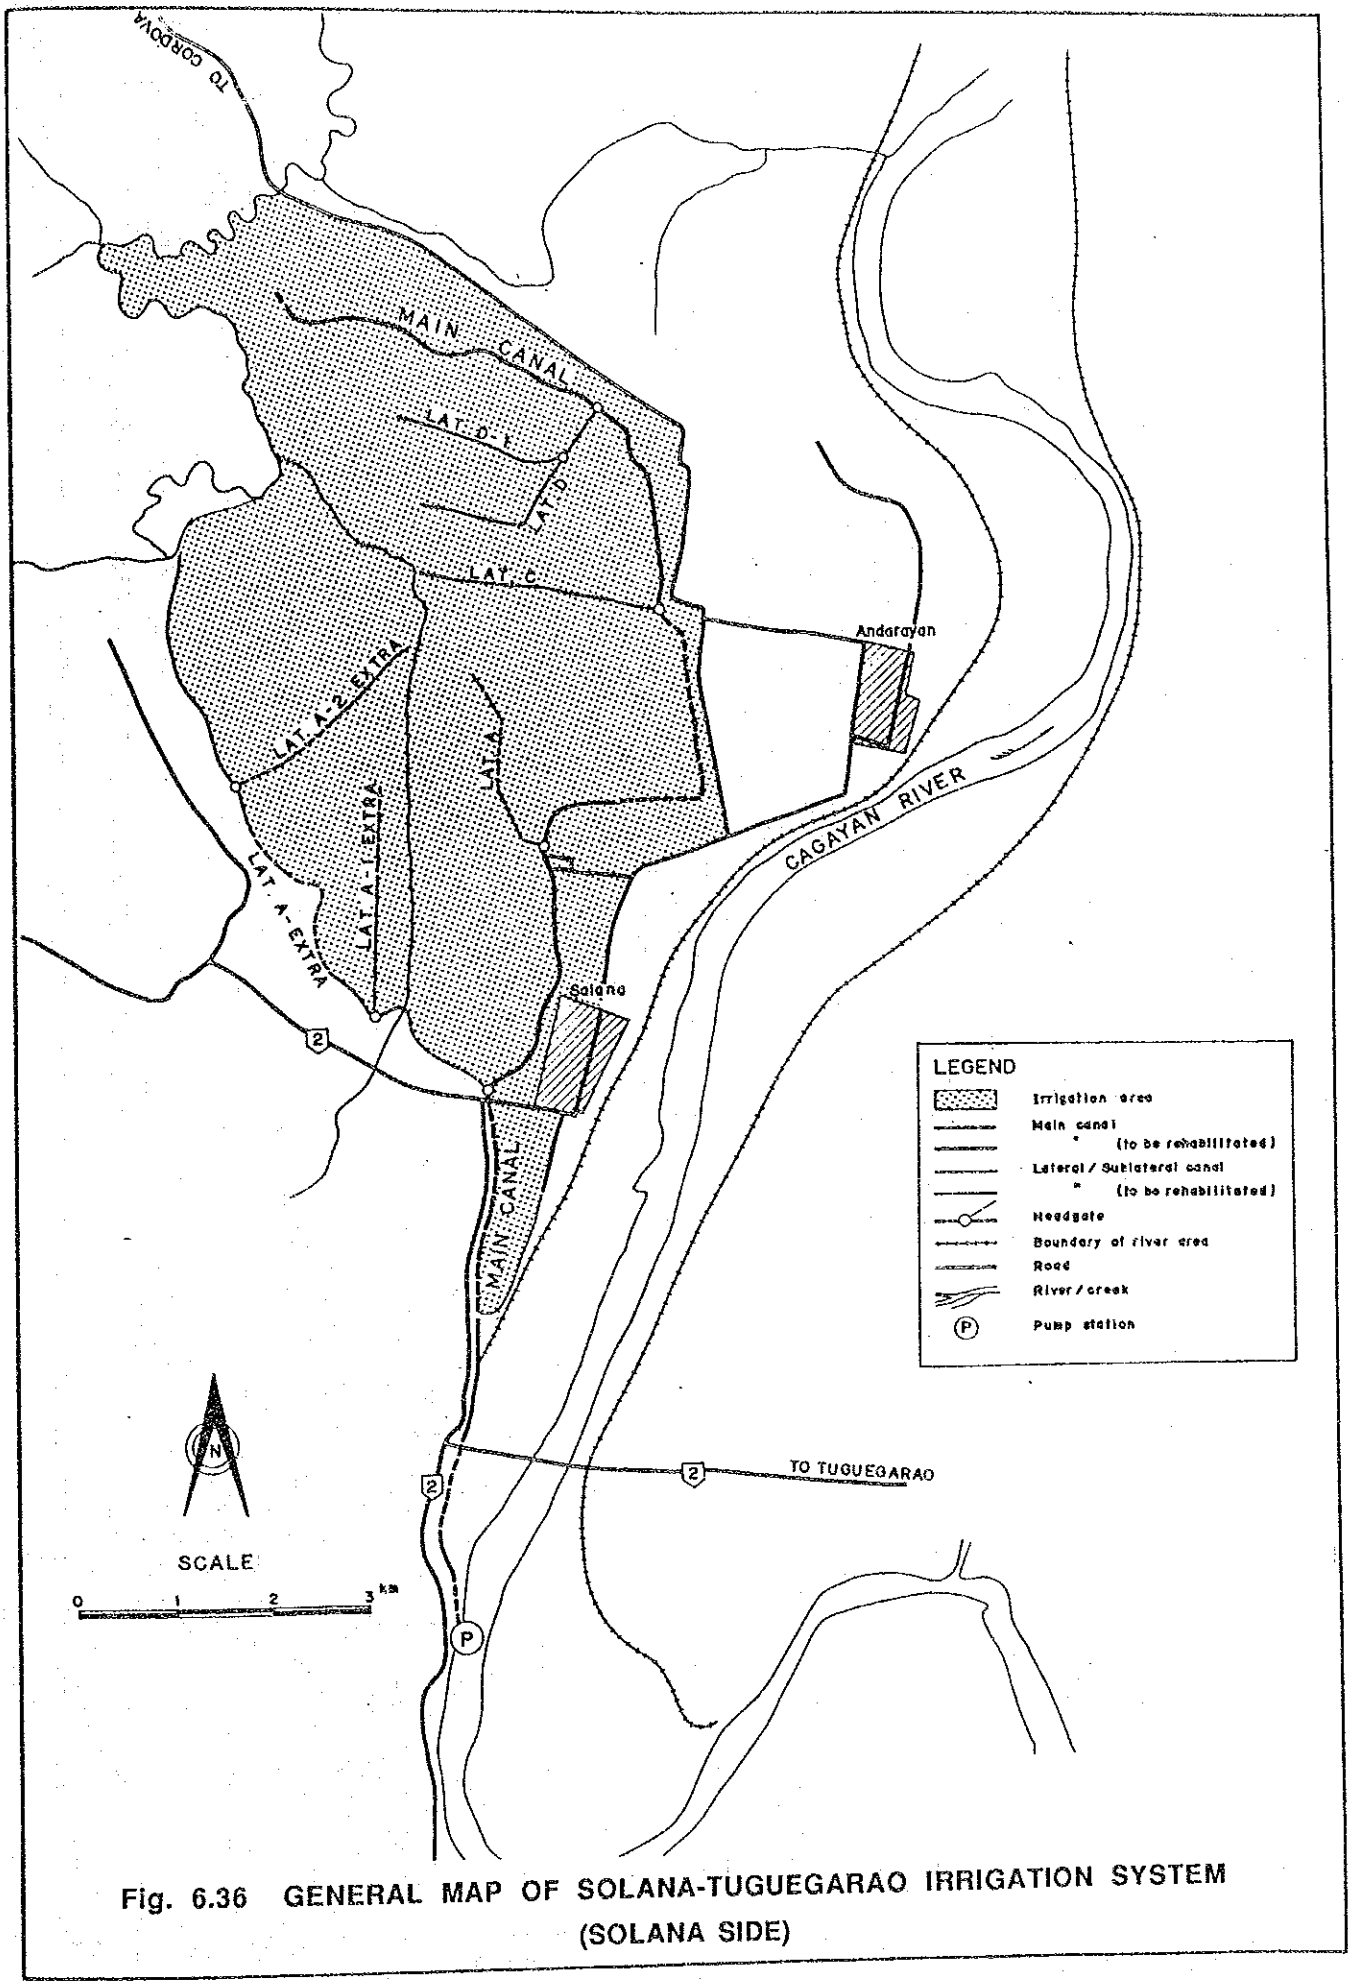 TO CORDOVA
MAIN CANAL
LAT. D-1
LAT. D
LAT. C
Andarayan
LAT. A-2 EXTRA
LAT. A
LAT. A-1 EXTRA
CAGAYAN RIVER
LAT. A-EXTRA
Solana
2
MAIN CANAL
LEGEND
Irrigation area
Main canal
" (to be rehabilitated)
Lateral / Sublateral canal
" (to be rehabilitated)
Headgate
Boundary of river area
Road
River/creek
P Pump station
N
2
2
TO TUGUEGARAO
SCALE
0 1 2 3 km
P
Fig. 6.36 GENERAL MAP OF SOLANA-TUGUEGARAO IRRIGATION SYSTEM
(SOLANA SIDE)